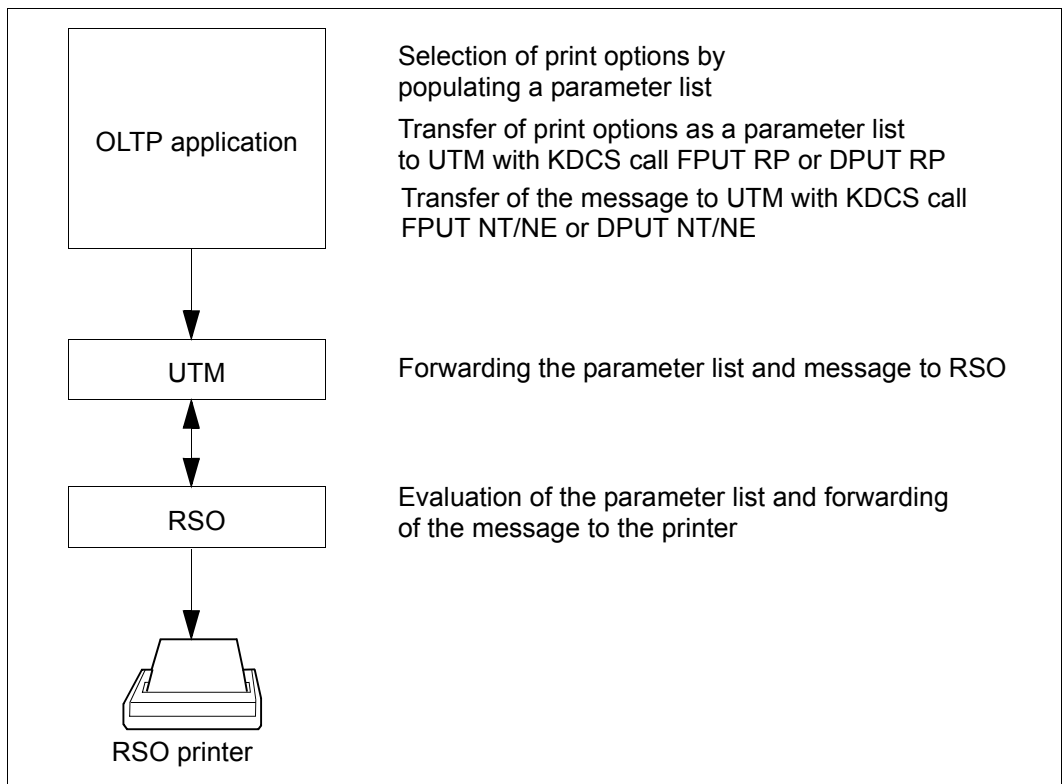 Selection of print options by
populating a parameter list
OLTP application
Transfer of print options as a parameter list
to UTM with KDCS call FPUT RP or DPUT RP
Transfer of the message to UTM with KDCS call
FPUT NT/NE or DPUT NT/NE
UTM
Forwarding the parameter list and message to RSO
RSO
Evaluation of the parameter list and forwarding
of the message to the printer
RSO printer